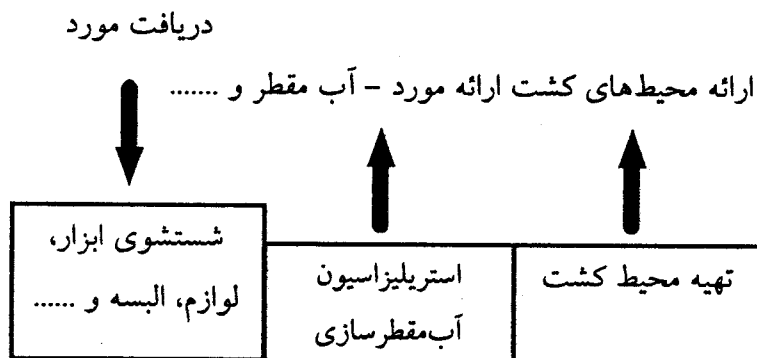 دریافت مورد
ارائه محیط‌های کشت ارائه مورد – آب مقطر و .......
شستشوی ابزار،
لوازم، البسه و ......
استریلیزاسیون
آب‌مقطرسازی
تهیه محیط کشت